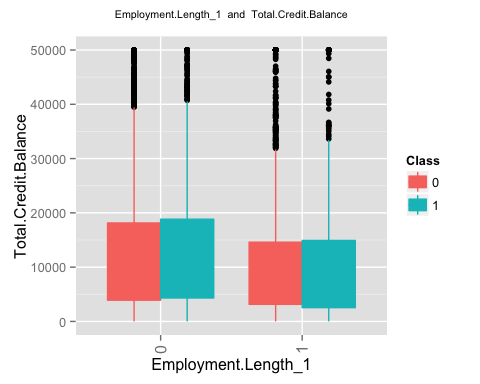 Employment.Length_1 and Total.Credit.Balance
50000
40000
30000
20000
10000
0
Total.Credit.Balance
0
1
Employment.Length_1
Class
0
1